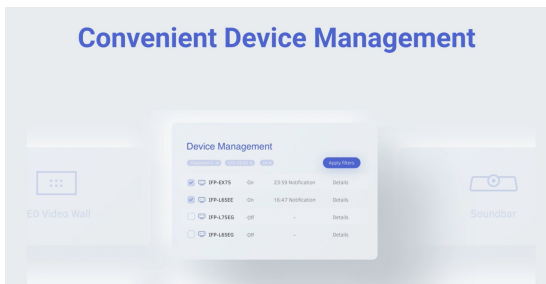 Convenient Device Management
Device Management
Apply filters
IFP-EX75 On 23:59 Notification Details
IFP-L65EE On 16:47 Notification Details
IFP-L75EG Off - Details
IFP-L65EG Off - Details
ED Video Wall
Soundbar